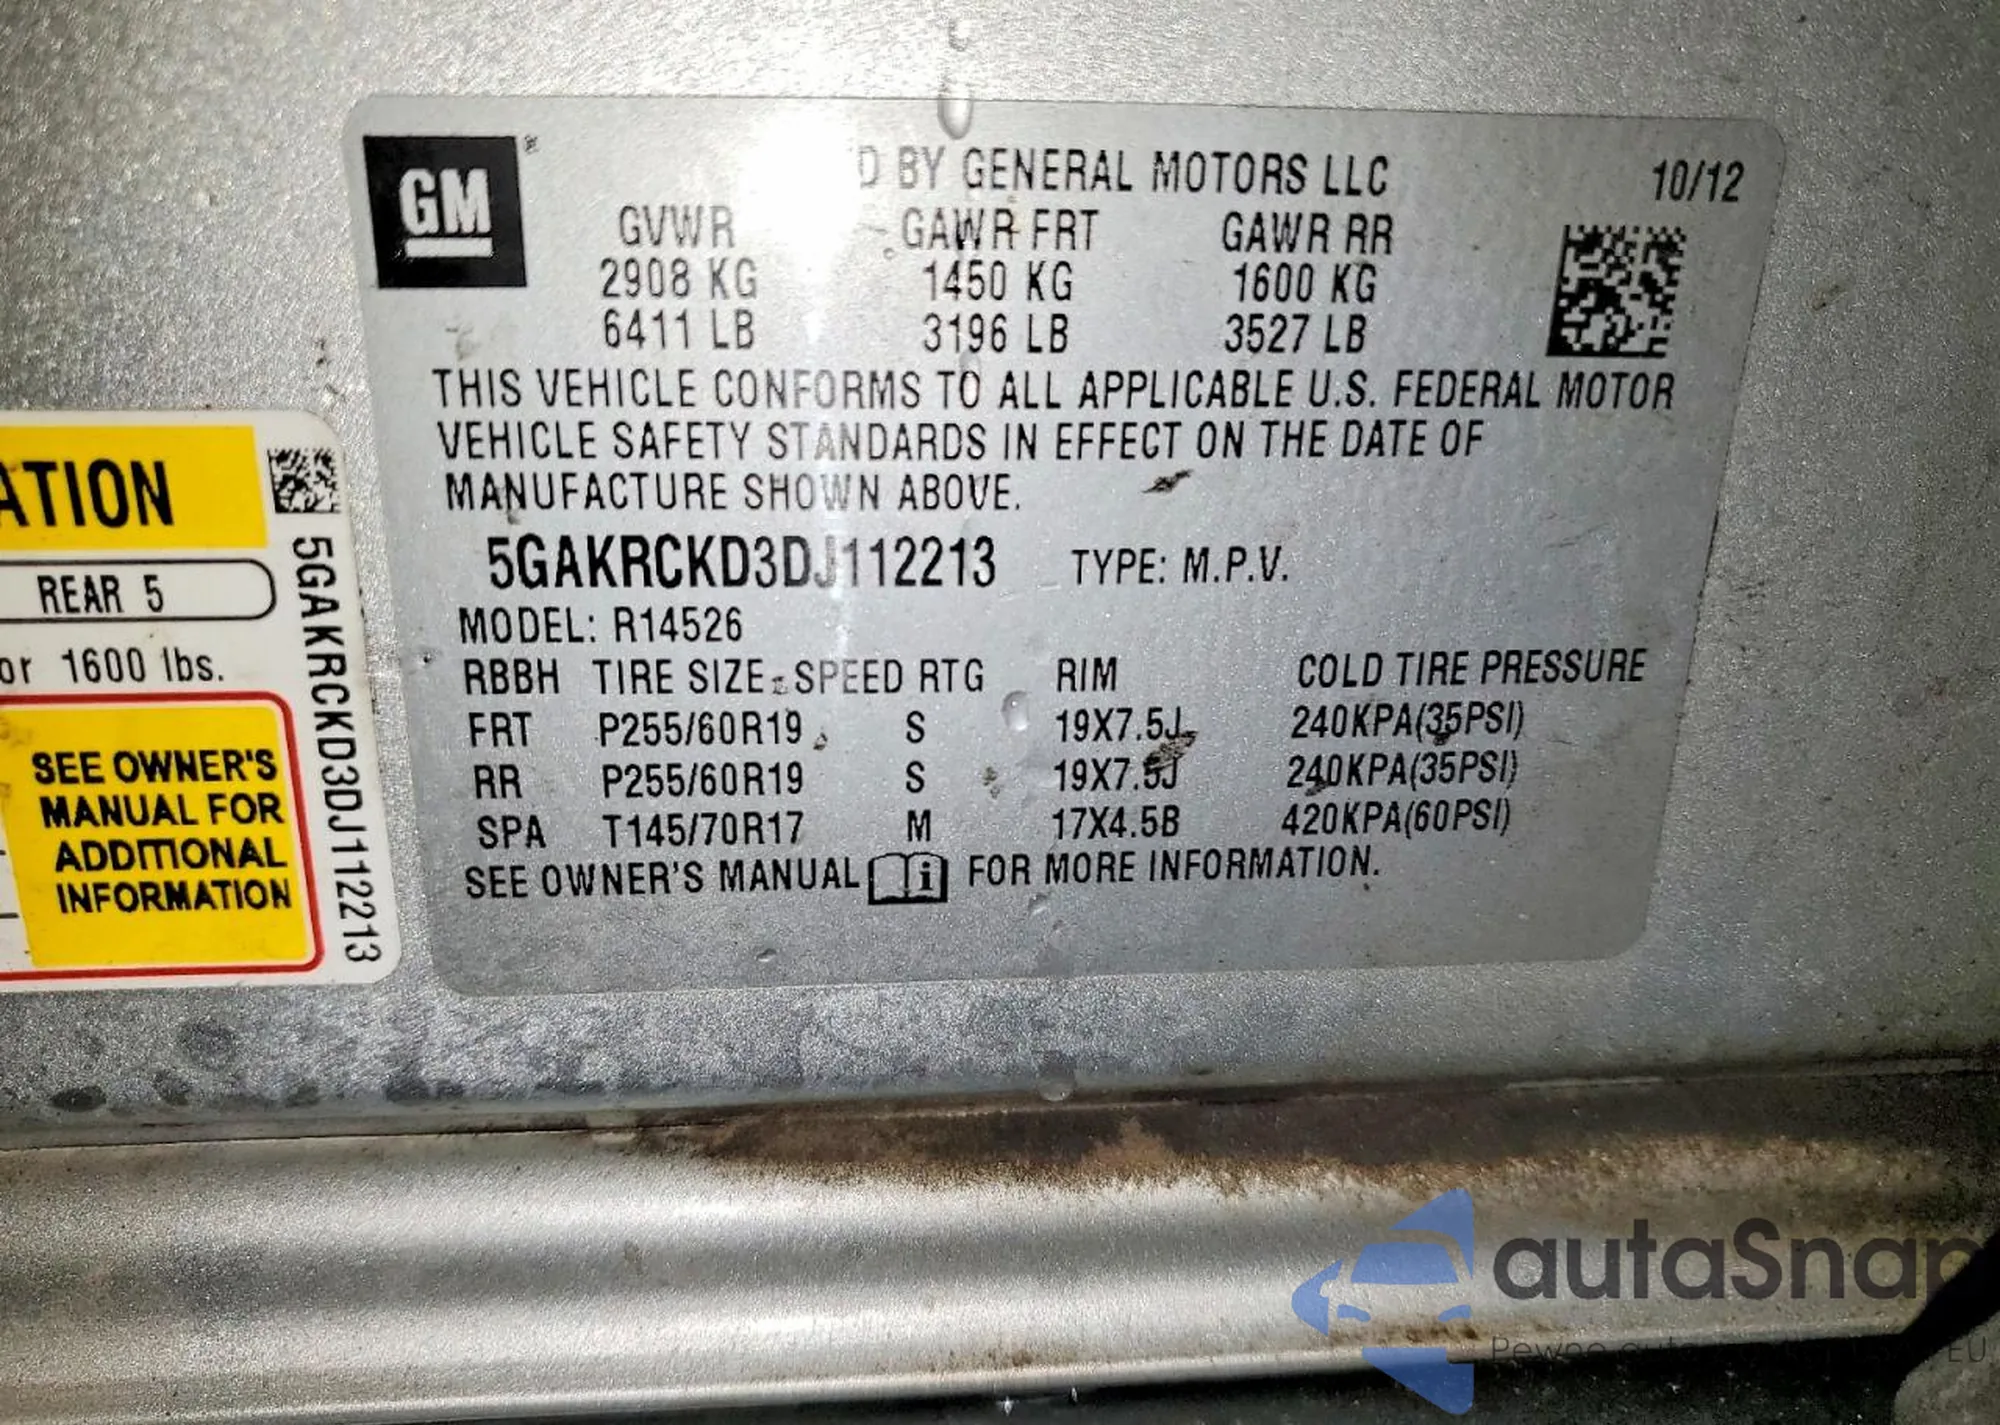 GM
D BY GENERAL MOTORS LLC 10/12
GVWR GAWR FRT GAWR RR
2908 KG 1450 KG 1600 KG
6411 LB 3196 LB 3527 LB
THIS VEHICLE CONFORMS TO ALL APPLICABLE U.S. FEDERAL MOTOR
VEHICLE SAFETY STANDARDS IN EFFECT ON THE DATE OF
MANUFACTURE SHOWN ABOVE.
5GAKRCKD3DJ112213 TYPE: M.P.V.
MODEL: R14526
RBBH TIRE SIZE SPEED RTG RIM COLD TIRE PRESSURE
FRT P255/60R19 S 19X7.5J 240KPA(35PSI)
RR P255/60R19 S 19X7.5J 240KPA(35PSI)
SPA T145/70R17 M 17X4.5B 420KPA(60PSI)
SEE OWNER'S MANUAL i FOR MORE INFORMATION.
ATION
REAR 5
or 1600 lbs.
SEE OWNER'S
MANUAL FOR
ADDITIONAL
INFORMATION
5GAKRCKD3DJ112213
autaSnap
Pewne auta EU